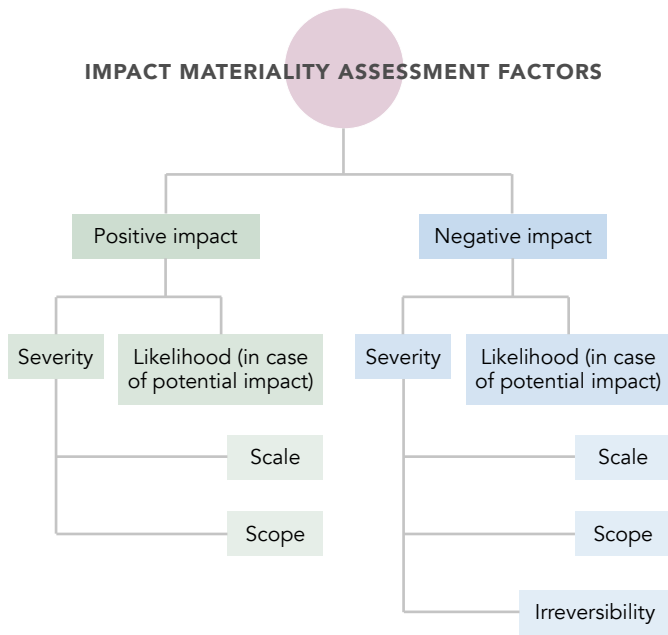 IMPACT MATERIALITY ASSESSMENT FACTORS
Positive impact
Negative impact
Severity
Likelihood (in case
of potential impact)
Severity
Likelihood (in case
of potential impact)
Scale
Scale
Scope
Scope
Irreversibility